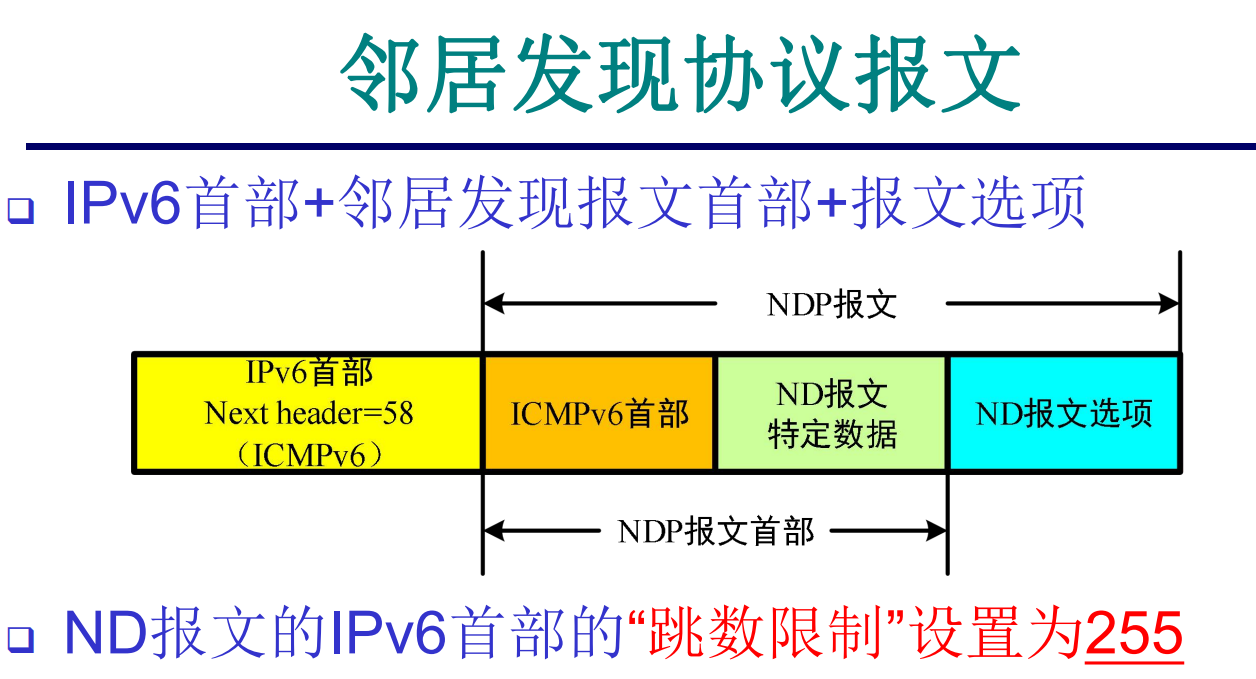 邻居发现协议报文
IPv6首部+邻居发现报文首部+报文选项
NDP报文
IPv6首部
Next header=58
（ICMPv6）
ICMPv6首部
ND报文
特定数据
ND报文选项
NDP报文首部
ND报文的IPv6首部的“跳数限制”设置为255